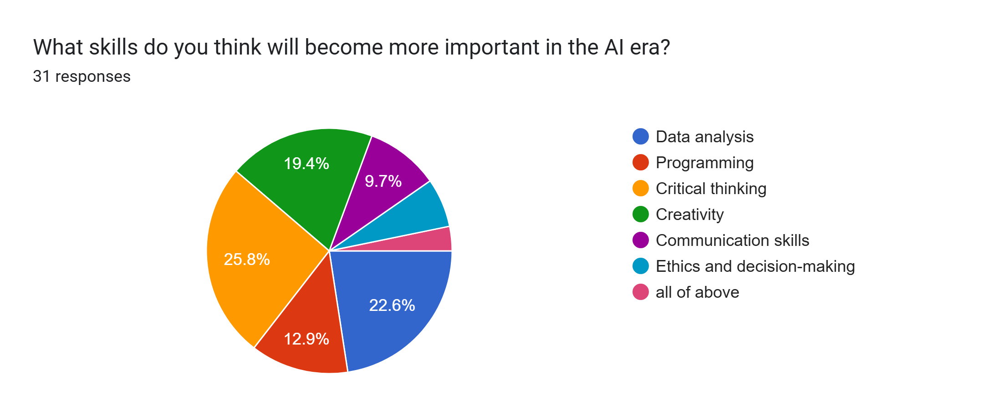 What skills do you think will become more important in the AI era?
31 responses
19.4%
9.7%
25.8%
22.6%
12.9%
Data analysis
Programming
Critical thinking
Creativity
Communication skills
Ethics and decision-making
all of above